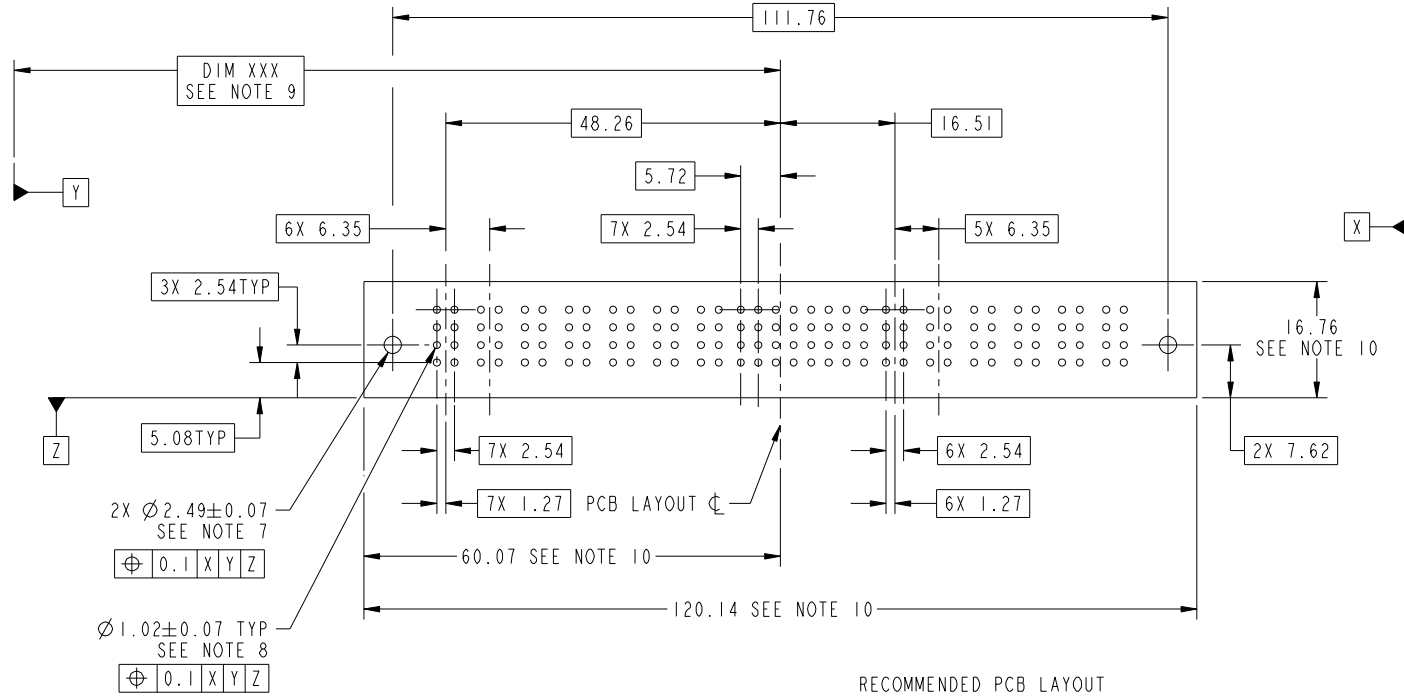 111.76
DIM XXX
SEE NOTE 9
48.26
16.51
5.72
Y
6X 6.35
7X 2.54
5X 6.35
X
3X 2.54TYP
16.76
SEE NOTE 10
5.08TYP
Z
7X 2.54
6X 2.54
2X 7.62
7X 1.27
PCB LAYOUT ℄
6X 1.27
2X ⌀2.49±0.07
SEE NOTE 7
⌖ 0.1 X Y Z
60.07 SEE NOTE 10
120.14 SEE NOTE 10
⌀1.02±0.07 TYP
SEE NOTE 8
⌖ 0.1 X Y Z
RECOMMENDED PCB LAYOUT